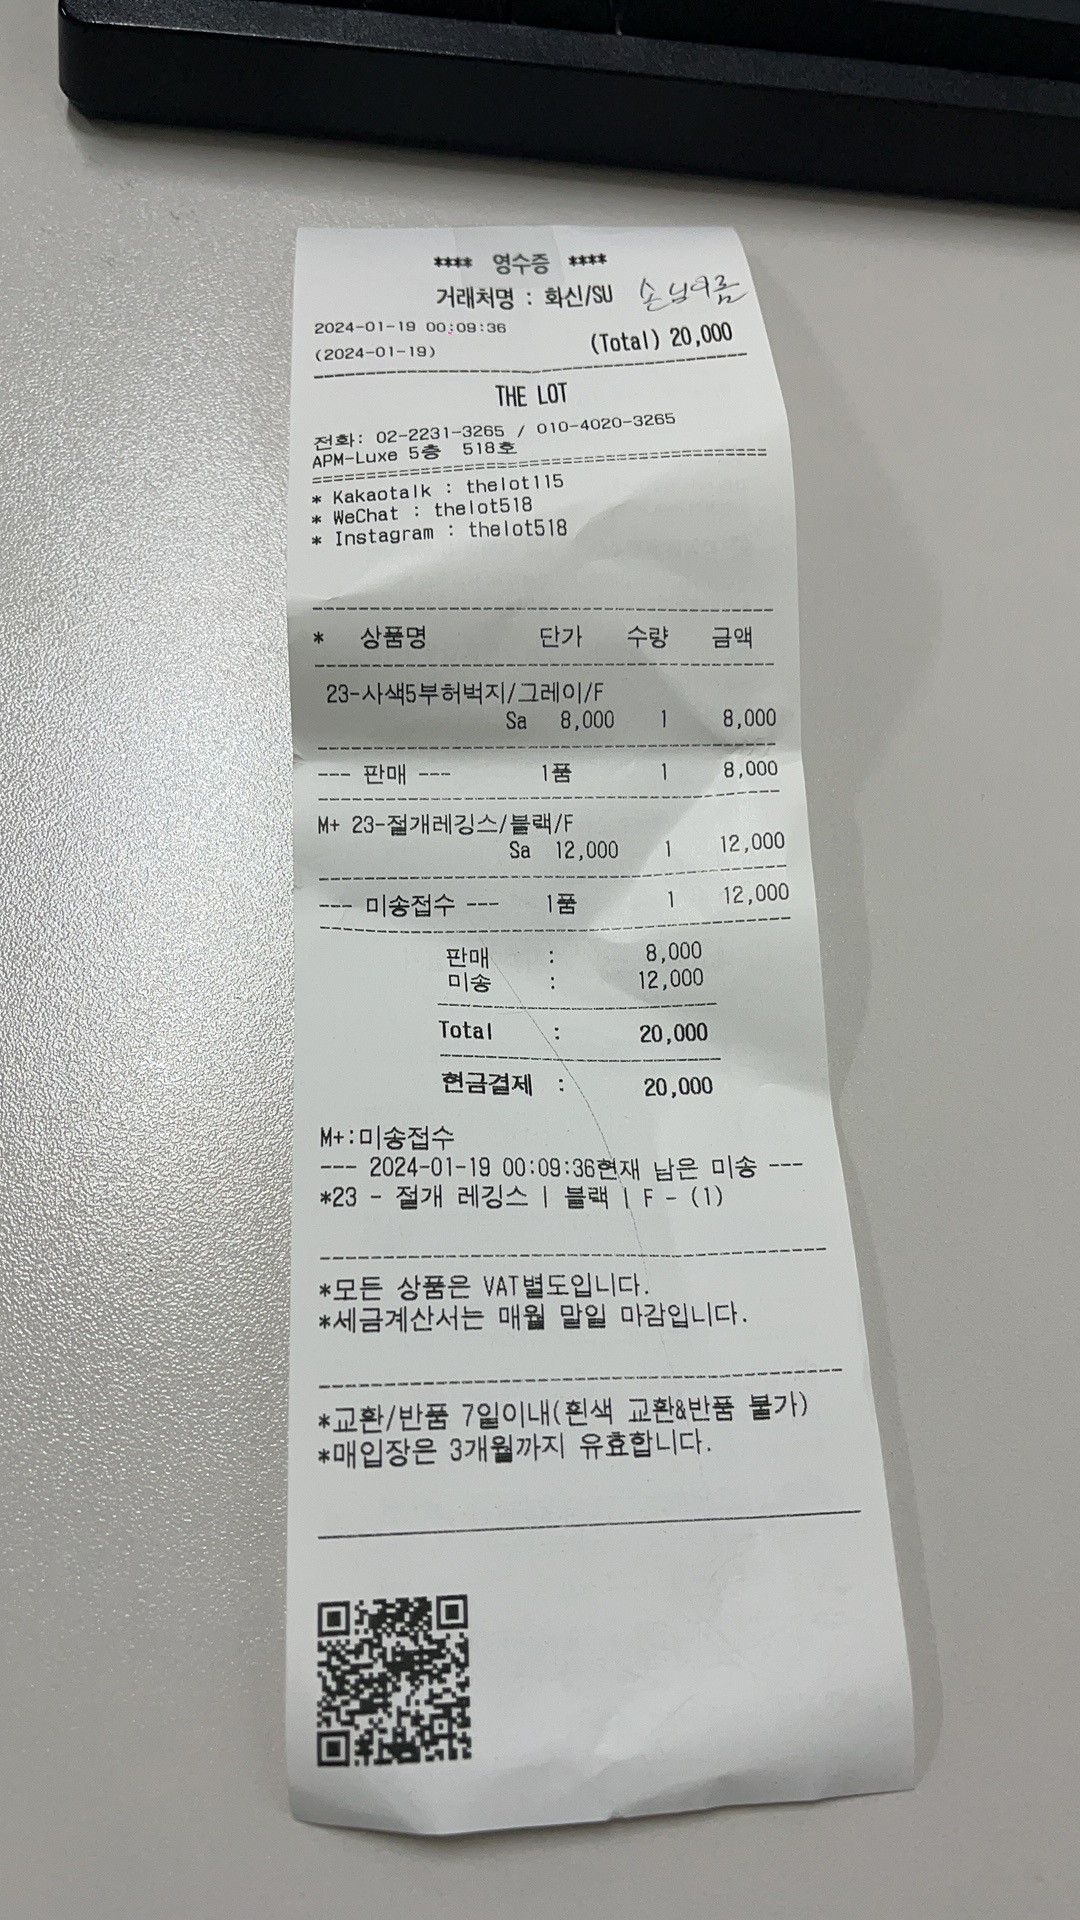 **** 영수증 ****
거래처명 : 화신/SU 손님여름
2024-01-19 00:09:36
(2024-01-19) (Total) 20,000
THE LOT
전화: 02-2231-3265 / 010-4020-3265
APM-Luxe 5층 518호
* Kakaotalk : thelot115
* WeChat : thelot518
* Instagram : thelot518
* 상품명 단가 수량 금액
23-사색5부허벅지/그레이/F
Sa 8,000 1 8,000
--- 판매 --- 1품 1 8,000
M+ 23-절개레깅스/블랙/F
Sa 12,000 1 12,000
--- 미송접수 --- 1품 1 12,000
판매 : 8,000
미송 : 12,000
Total : 20,000
현금결제 : 20,000
M+:미송접수
--- 2024-01-19 00:09:36현재 남은 미송 ---
*23 - 절개 레깅스 | 블랙 | F - (1)
*모든 상품은 VAT별도입니다.
*세금계산서는 매월 말일 마감입니다.
*교환/반품 7일이내(흰색 교환&반품 불가)
*매입장은 3개월까지 유효합니다.